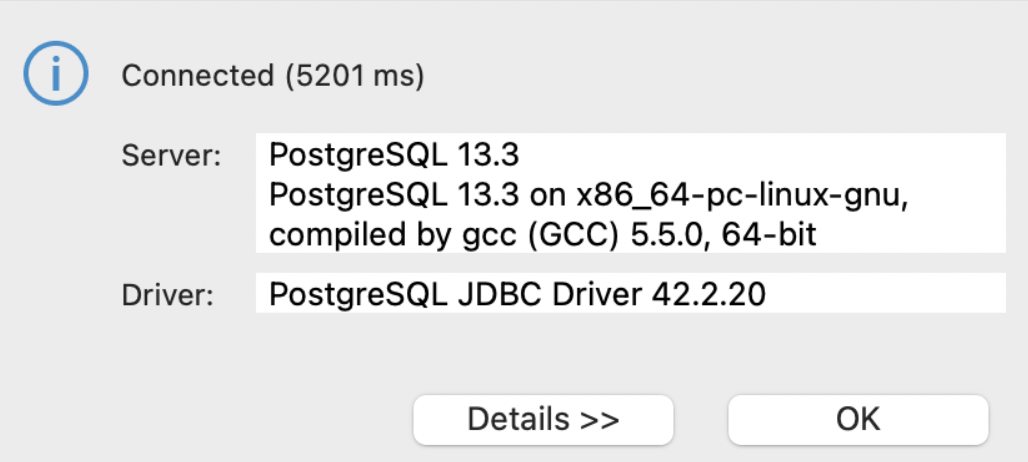 Connected (5201 ms)
Server:
PostgreSQL 13.3
PostgreSQL 13.3 on x86_64-pc-linux-gnu,
compiled by gcc (GCC) 5.5.0, 64-bit
Driver:
PostgreSQL JDBC Driver 42.2.20
Details >>
OK